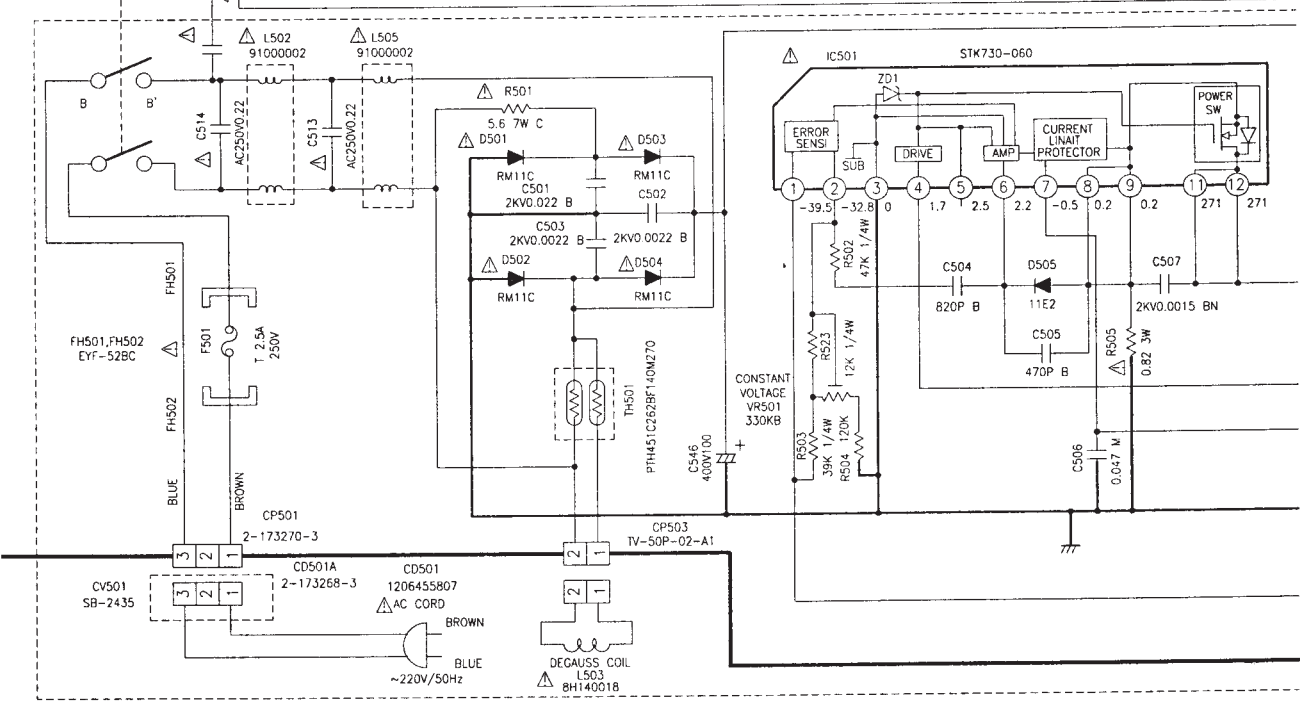 L502
91000002
L505
91000002
B
B'
C514
AC250V0.22
C513
AC250V0.22
R501
5.6 7W C
D501
RM11C
D503
RM11C
C501
2KV0.022 B
C502
2KV0.0022 B
C503
2KV0.0022 B
D502
RM11C
D504
RM11C
IC501
STK730-060
ZD1
ERROR
SENSI
SUB
DRIVE
AMP
CURRENT
LINAIT
PROTECTOR
POWER
SW
1
2
3
4
5
6
7
8
9
11
12
-39.5
-32.8
0
1.7
2.5
2.2
-0.5
0.2
0.2
271
271
R502
47K 1/4W
C504
820P B
D505
11E2
C505
470P B
C507
2KV0.0015 BN
R505
0.82 3W
R523
12K 1/4W
CONSTANT
VOLTAGE
VR501
330KB
R503
39K 1/4W
R504 120K
C506
0.047 M
FH501
FH501,FH502
EYF-52BC
F501
T 2.5A
250V
FH502
BLUE
BROWN
TH501
PTH451C262BF140M270
C546
400V100
+
CP501
2-173270-3
3
2
1
CD501A
2-173268-3
CV501
SB-2435
3
2
1
CD501
1206455807
AC CORD
BROWN
BLUE
~220V/50Hz
CP503
TV-50P-02-A1
2
1
2
1
DEGAUSS COIL
L503
8H140018